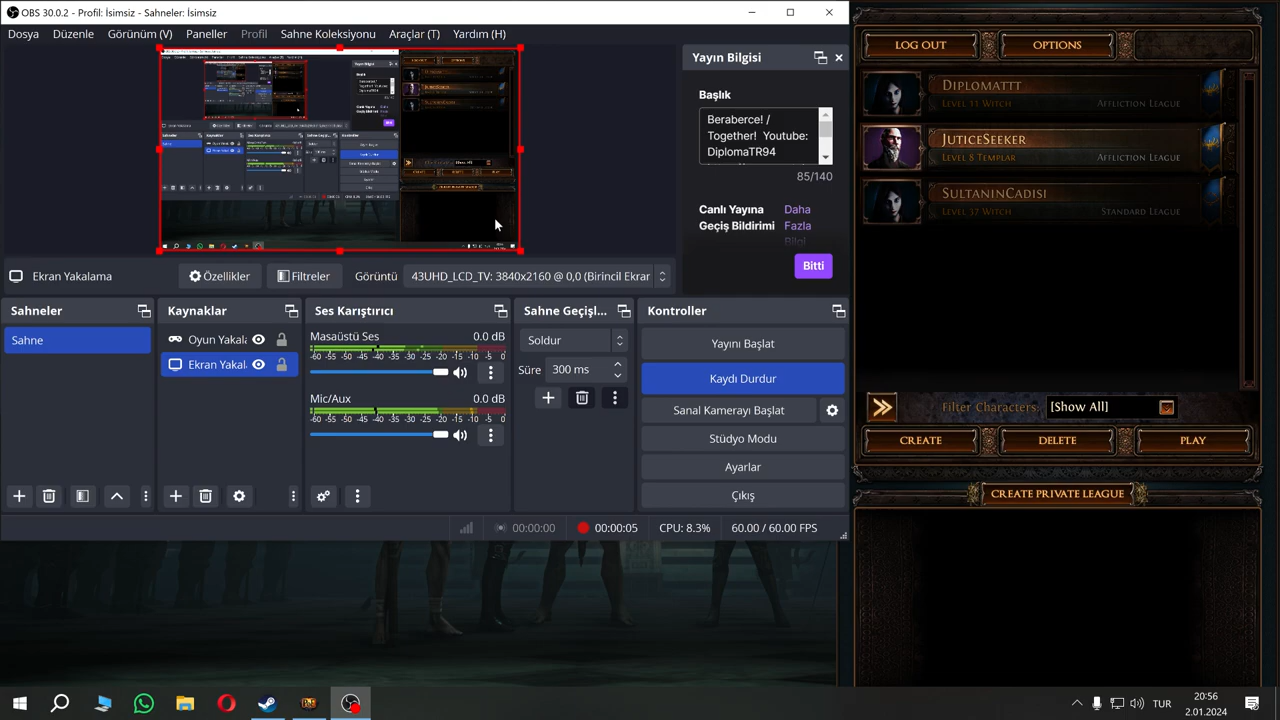 OBS 30.0.2 - Profil: İsimsiz - Sahneler: İsimsiz
Dosya Düzenle Görünüm (V) Paneller Profil Sahne Koleksiyonu Araçlar (T) Yardım (H)
Yayın Bilgisi
Başlık
Beraberce! /
Together! Youtube:
DiplomaTR94
85/140
Canlı Yayına
Geçiş Bildirimi
Daha
Fazla
Bilgi
Bitti
Ekran Yakalama
Özellikler
Filtreler
Görüntü
43UHD_LCD_TV: 3840x2160 @ 0,0 (Birincil Ekran
Sahneler
Sahne
Kaynaklar
Oyun Yakala
Ekran Yakal
Ses Karıştırıcı
Masaüstü Ses 0.0 dB
-60 -55 -50 -45 -40 -35 -30 -25 -20 -15 -10 -5 0
Mic/Aux 0.0 dB
-60 -55 -50 -45 -40 -35 -30 -25 -20 -15 -10 -5 0
Sahne Geçişl...
Soldur
Süre 300 ms
Kontroller
Yayını Başlat
Kaydı Durdur
Sanal Kamerayı Başlat
Stüdyo Modu
Ayarlar
Çıkış
00:00:00 00:00:05 CPU: 8.3% 60.00 / 60.00 FPS
LOG OUT
OPTIONS
DIPLOMATTT
LEVEL 11 WITCH AFFLICTION LEAGUE
JUTICESEEKER
LEVEL 8 TEMPLAR AFFLICTION LEAGUE
SULTANINCADISI
LEVEL 37 WITCH STANDARD LEAGUE
Filter Characters: [Show All]
CREATE
DELETE
PLAY
CREATE PRIVATE LEAGUE
TUR
20:56
2.01.2024